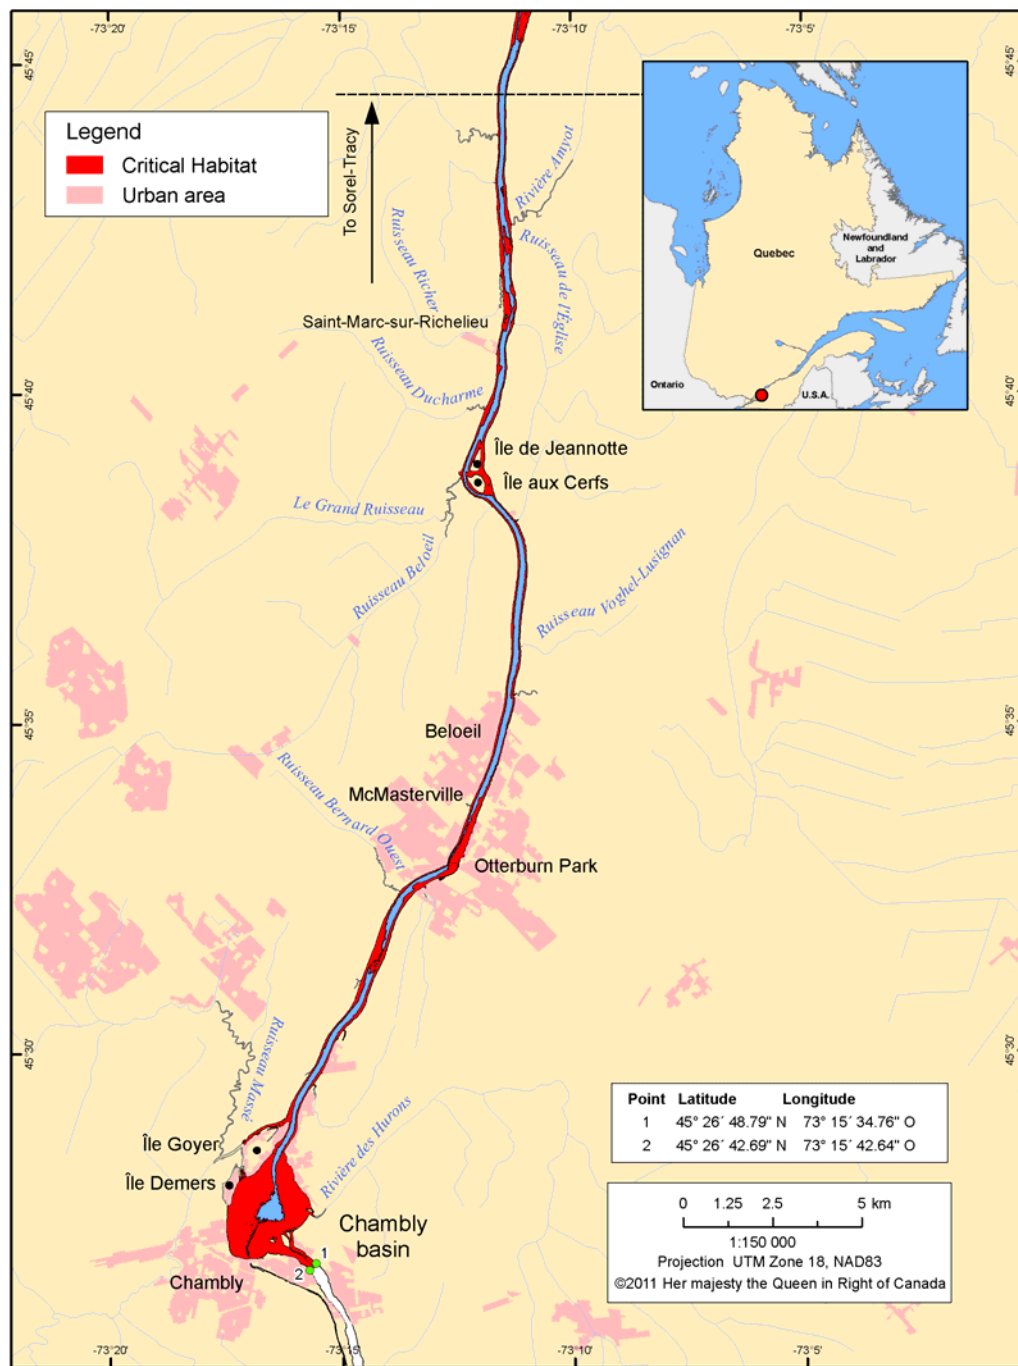 -73°20'
-73°15'
-73°10'
-73°5'
45°45'
45°45'
Legend
Critical Habitat
Urban area
To Sorel-Tracy
Rivière Amyot
Ruisseau Richer
Ruisseau de l'Église
Saint-Marc-sur-Richelieu
Ruisseau Ducharme
Quebec
Newfoundland
and
Labrador
Ontario
U.S.A.
45°40'
45°40'
Île de Jeannotte
Île aux Cerfs
Le Grand Ruisseau
Ruisseau Beloeil
Ruisseau Voghel-Lusignan
45°35'
45°35'
Beloeil
McMasterville
Ruisseau Bernard Ouest
Otterburn Park
45°30'
45°30'
Ruisseau Massé
Île Goyer
Île Demers
Rivière des Hurons
Chambly
basin
1
2
Chambly
Point Latitude Longitude
1 45° 26´ 48.79" N 73° 15´ 34.76" O
2 45° 26´ 42.69" N 73° 15´ 42.64" O
0 1.25 2.5 5 km
1:150 000
Projection UTM Zone 18, NAD83
©2011 Her majesty the Queen in Right of Canada
-73°20'
-73°15'
-73°10'
-73°5'